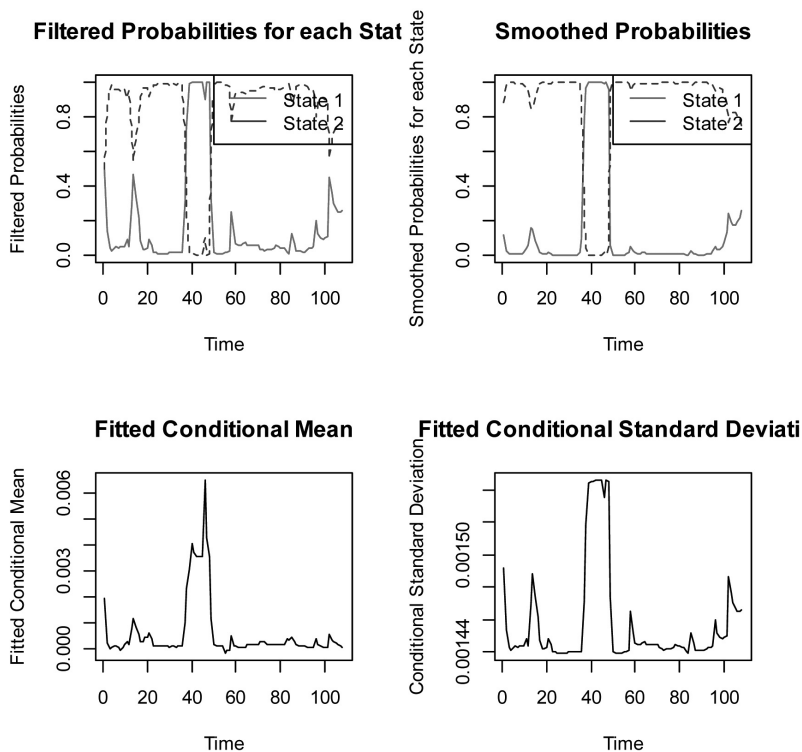 Filtered Probabilities for each Stat
Filtered Probabilities
0.0 0.4 0.8
State 1
State 2
0 20 40 60 80 100
Time
Smoothed Probabilities
Smoothed Probabilities for each State
0.0 0.4 0.8
State 1
State 2
0 20 40 60 80 100
Time
Fitted Conditional Mean
Fitted Conditional Mean
0.000 0.003 0.006
0 20 40 60 80 100
Time
Fitted Conditional Standard Deviati
Conditional Standard Deviation
0.00144 0.00150
0 20 40 60 80 100
Time